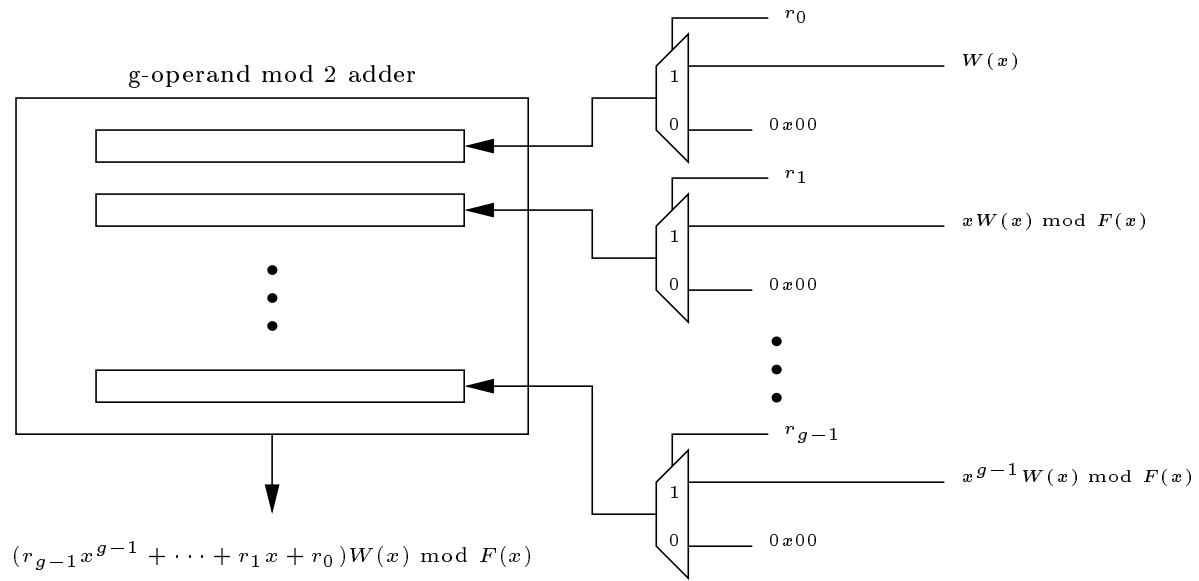 g-operand mod 2 adder
r_0
W(x)
1
0
0x00
r_1
xW(x) mod F(x)
1
0
0x00
r_{g−1}
x^{g−1}W(x) mod F(x)
1
0
0x00
(r_{g−1}x^{g−1} + · · · + r_1x + r_0)W(x) mod F(x)